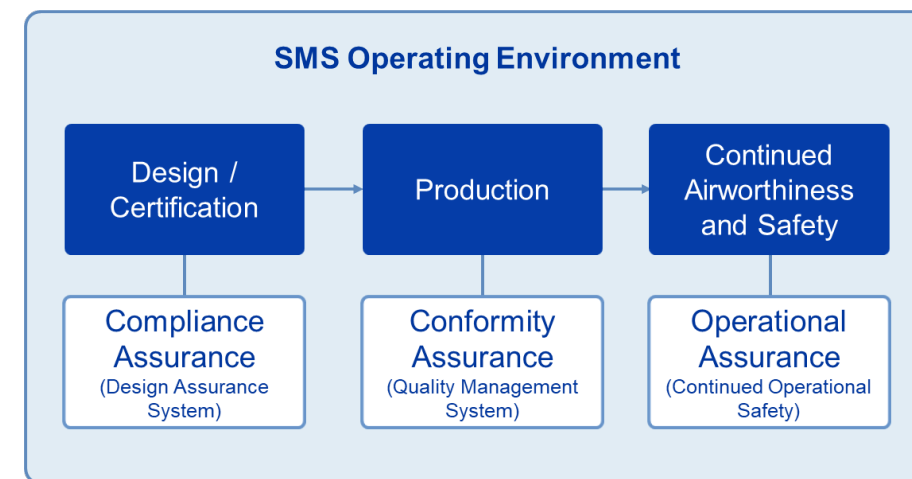 SMS Operating Environment
Design /
Certification
Production
Continued
Airworthiness
and Safety
Compliance
Assurance
(Design Assurance
System)
Conformity
Assurance
(Quality Management
System)
Operational
Assurance
(Continued Operational
Safety)